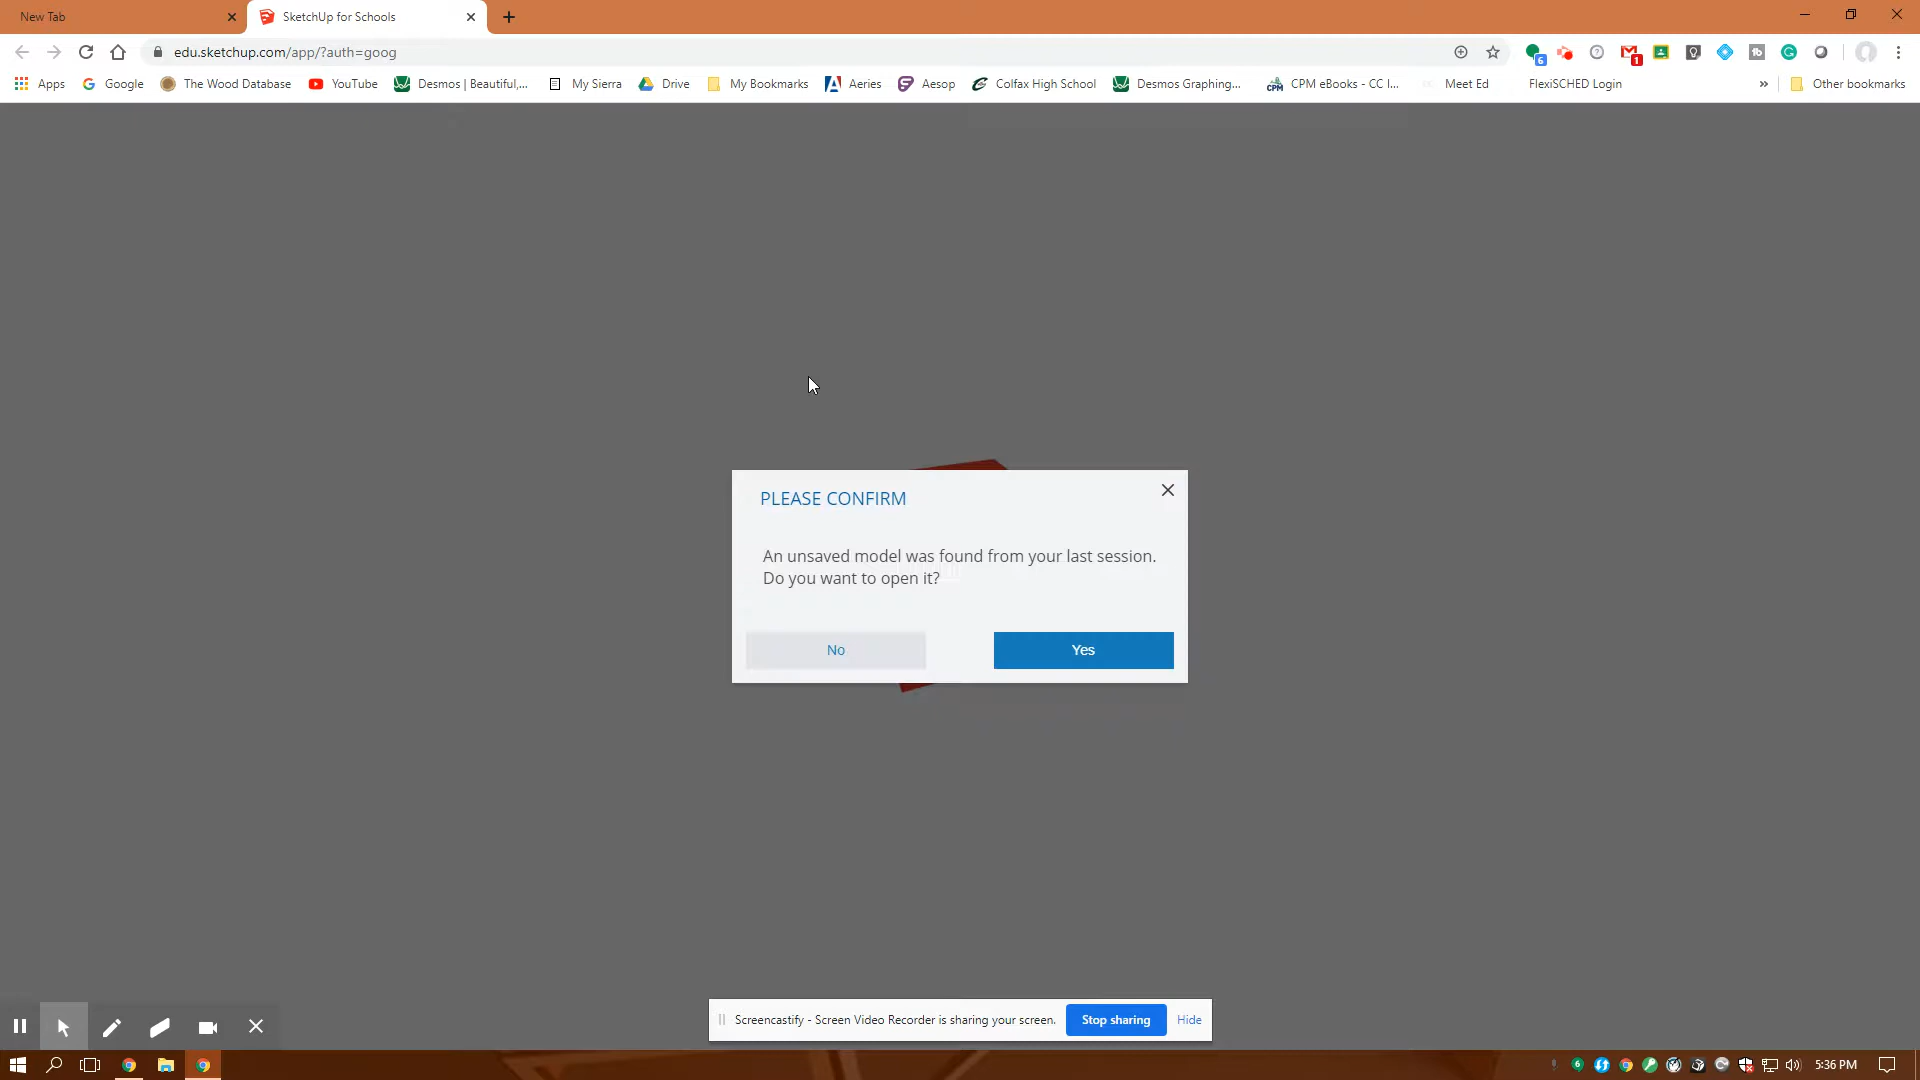 New Tab
SketchUp for Schools
edu.sketchup.com/app/?auth=goog
6
1
Apps
Google
The Wood Database
YouTube
Desmos | Beautiful,...
My Sierra
Drive
My Bookmarks
Aeries
Aesop
Colfax High School
Desmos Graphing...
CPM eBooks - CC I...
Meet Ed
FlexiSCHED Login
»
Other bookmarks
PLEASE CONFIRM
An unsaved model was found from your last session.
Do you want to open it?
No
Yes
Screencastify - Screen Video Recorder is sharing your screen.
Stop sharing
Hide
5:36 PM